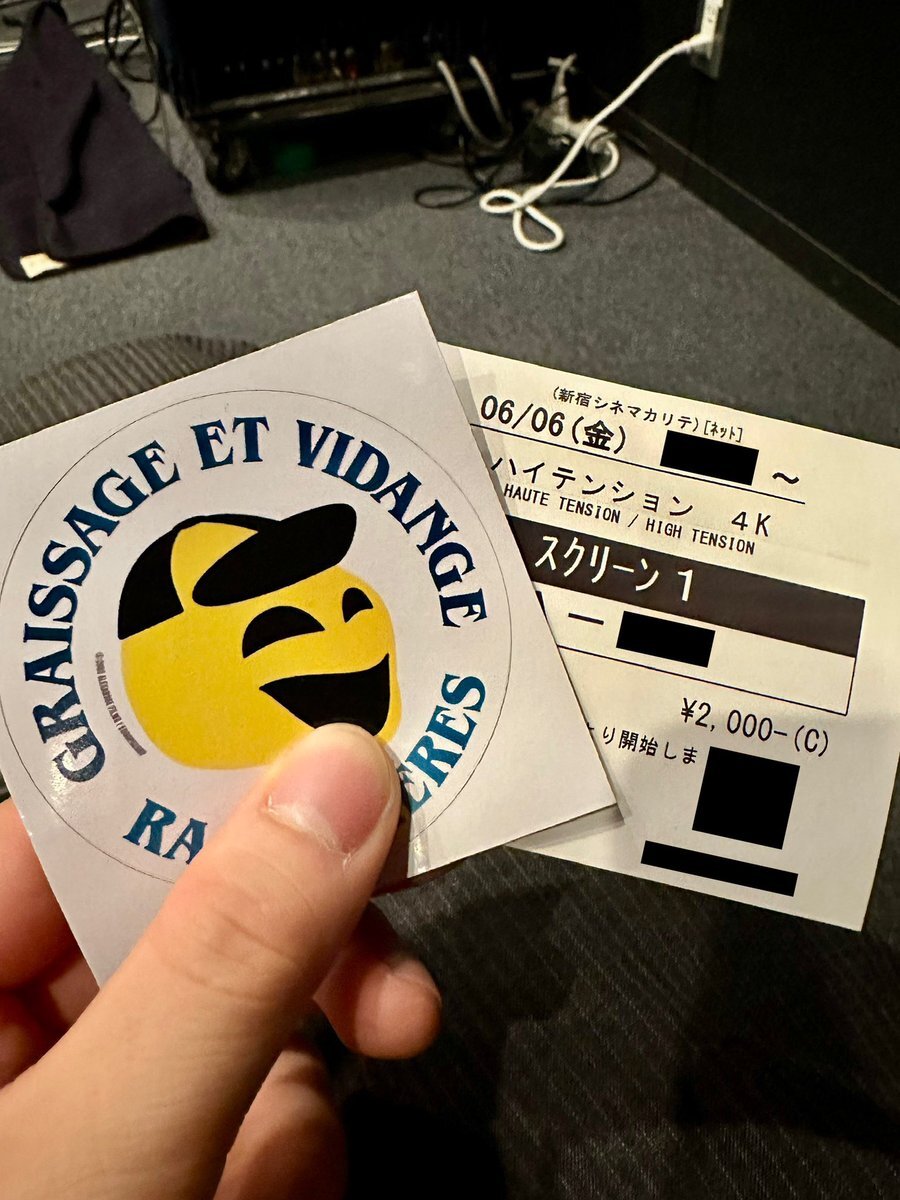 GRAISSAGE ET VIDANGE
RA
ERES
(新宿シネマカリテ)[ネット]
06/06(金) ～
ハイテンション 4K
HAUTE TENSION / HIGH TENSION
スクリーン 1
ー
¥2,000-(C)
り開始しま